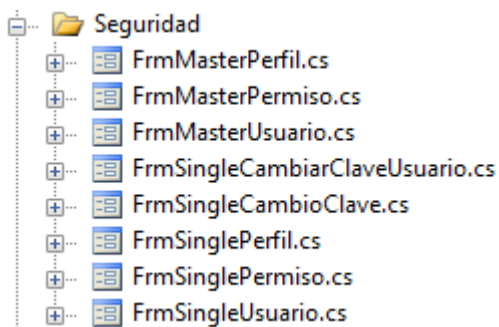 Seguridad
FrmMasterPerfil.cs
FrmMasterPermiso.cs
FrmMasterUsuario.cs
FrmSingleCambiarClaveUsuario.cs
FrmSingleCambioClave.cs
FrmSinglePerfil.cs
FrmSinglePermiso.cs
FrmSingleUsuario.cs